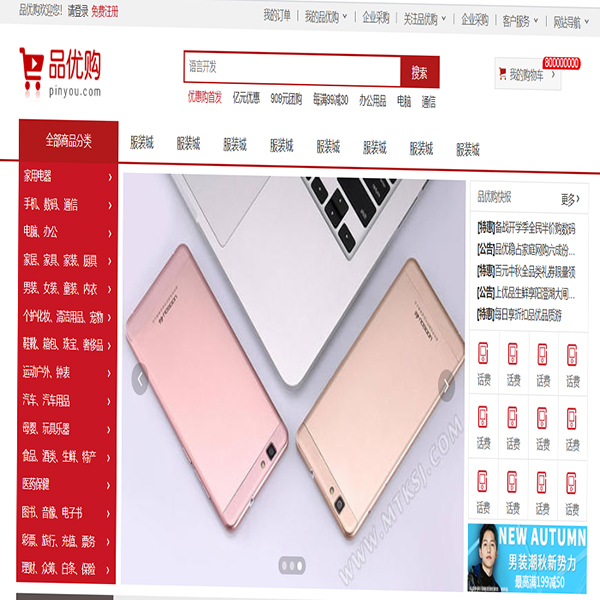 品优购欢迎您! 请登录 免费注册
我的订单 我的品优购 企业采购 关注品优购 企业采购 客户服务 网站导航
品优购
pinyou.com
语言开发 搜索
我的购物车 800000000
优惠购首发 亿元优惠 909元团购 每满99减30 办公用品 电脑 通信
全部商品分类 服装城 服装城 服装城 服装城 服装城 服装城 服装城 服装城
家用电器
手机、数码、通信
电脑、办公
家居、家具、家装、厨具
男装、女装、童装、内衣
个护化妆、清洁用品、宠物
鞋靴、箱包、珠宝、奢侈品
运动户外、钟表
汽车、汽车用品
母婴、玩具乐器
食品、酒类、生鲜、特产
医药保健
图书、音像、电子书
彩票、旅行、充值、票务
理财、众筹、白条、保险
WWW.MTKSJ.COM
品优购快报 更多
[特惠]备战开学季全民半价购数码
[公告]品优稳占家庭网购六成份...
[特惠]百元中秋全品类礼券限量领
[公告]上优品生鲜享阳澄湖大闸...
[特惠]每日享折扣品优品质游
话费 话费 话费 话费
话费 话费 话费 话费
话费 话费 话费 话费
NEW AUTUMN
男装潮秋新势力
最高满199减50